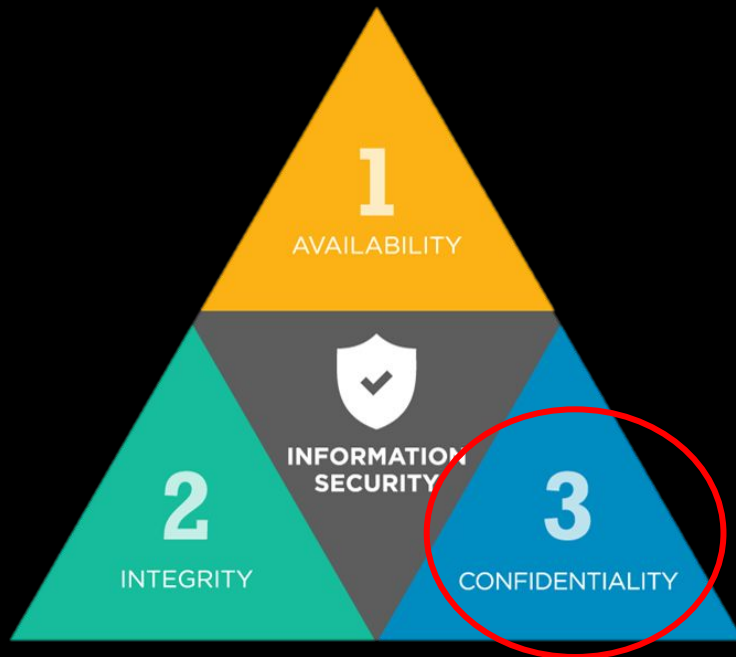 1
AVAILABILITY
INFORMATION
SECURITY
2
INTEGRITY
3
CONFIDENTIALITY